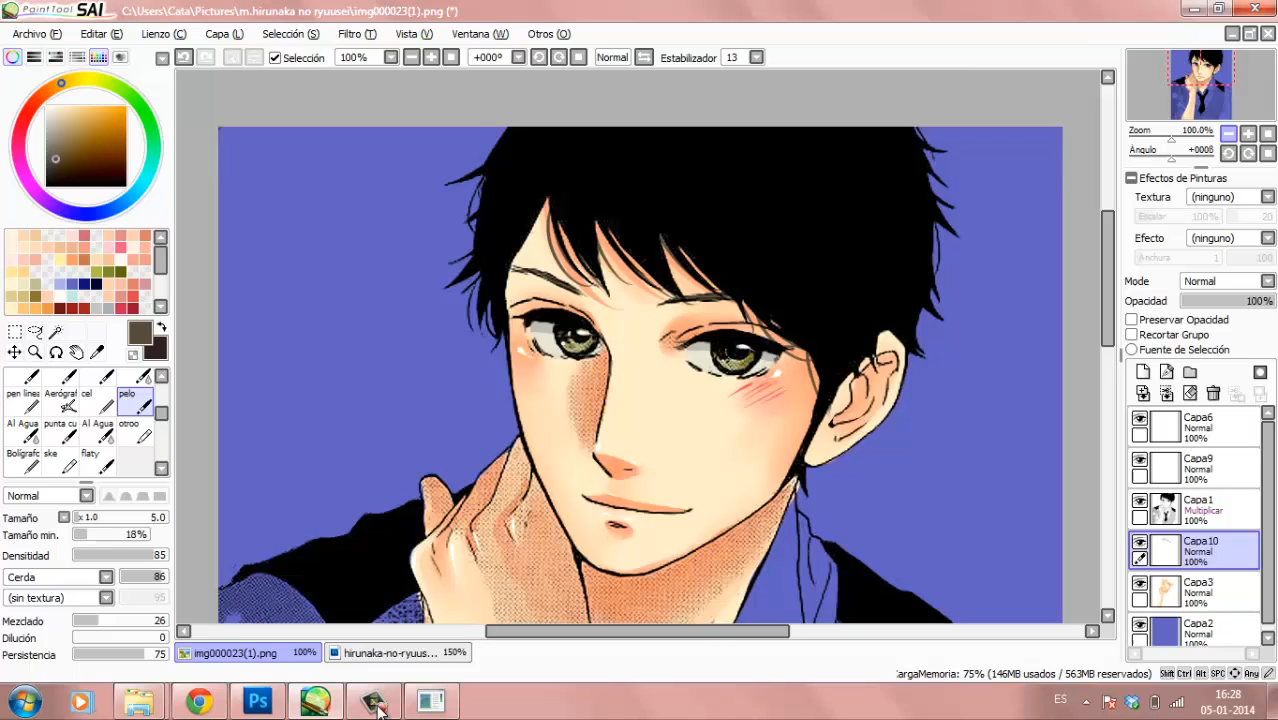 PaintTool SAI C:\Users\Cata\Pictures\m.hirunaka no ryuusei\img000023(1).png (*)
Archivo (F) Editar (E) Lienzo (C) Capa (L) Selección (S) Filtro (T) Vista (V) Ventana (W) Otros (O)
Selección 100% +000° Normal Estabilizador 13
Zoom 100.0%
Ángulo +000ß
Efectos de Pinturas
Textura (ninguno)
Escalar 100% 20
Efecto (ninguno)
Anchura 1 100
Mode Normal
Opacidad 100%
Preservar Opacidad
Recortar Grupo
Fuente de Selección
pen linea Aerógraf cel pelo
Al Agua punta cu Al Agua otroo
Bolígrafo ske flaty
Normal
Tamaño x 1.0 5.0
Tamaño min. 18%
Densitidad 85
Cerda 86
(sin textura) 95
Mezclado 26
Dilución 0
Persistencia 75
Capa6
Normal
100%
Capa9
Normal
100%
Capa1
Multiplicar
100%
Capa10
Normal
100%
Capa3
Normal
100%
Capa2
Normal
100%
img000023(1).png 100% hirunaka-no-ryuus... 150%
CargaMemoria: 75% (146MB usados / 563MB reservados) Shift Ctrl Alt SPC Any
Ps
ES 16:28
05-01-2014